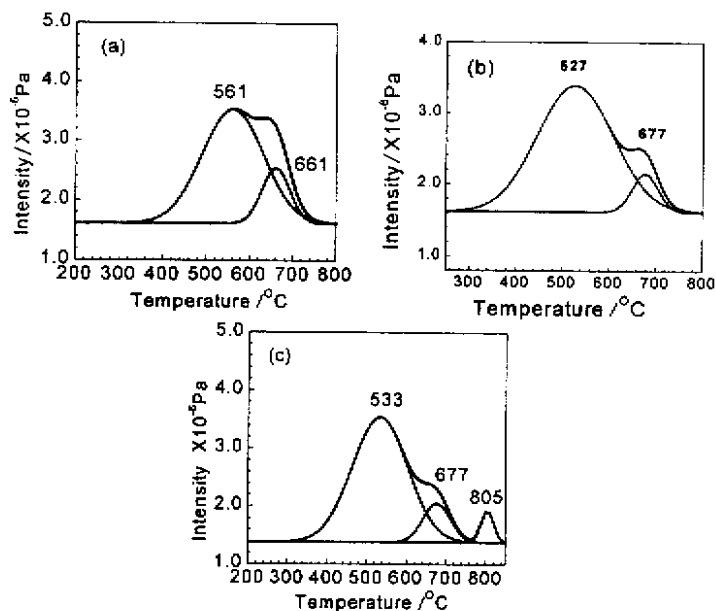 (a)
5.0
4.0
3.0
2.0
1.0
561
661
Intensity/X10⁻⁶Pa
200 300 400 500 600 700 800
Temperature /°C
(b)
4.0
3.0
2.0
1.0
527
677
Intensity/X10⁻⁶Pa
300 400 500 600 700 800
Temperature /°C
(c)
5.0
4.0
3.0
2.0
1.0
533
677
805
Intensity X10⁻⁶Pa
200 300 400 500 600 700 800
Temperature /°C